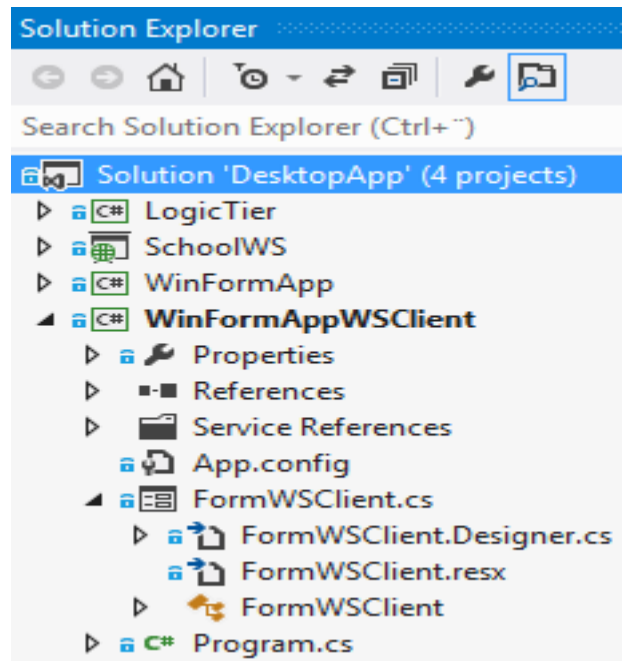 Solution Explorer
Search Solution Explorer (Ctrl+¨)
Solution 'DesktopApp' (4 projects)
C# LogicTier
SchoolWS
C# WinFormApp
C# WinFormAppWSClient
Properties
References
Service References
App.config
FormWSClient.cs
FormWSClient.Designer.cs
FormWSClient.resx
FormWSClient
C# Program.cs